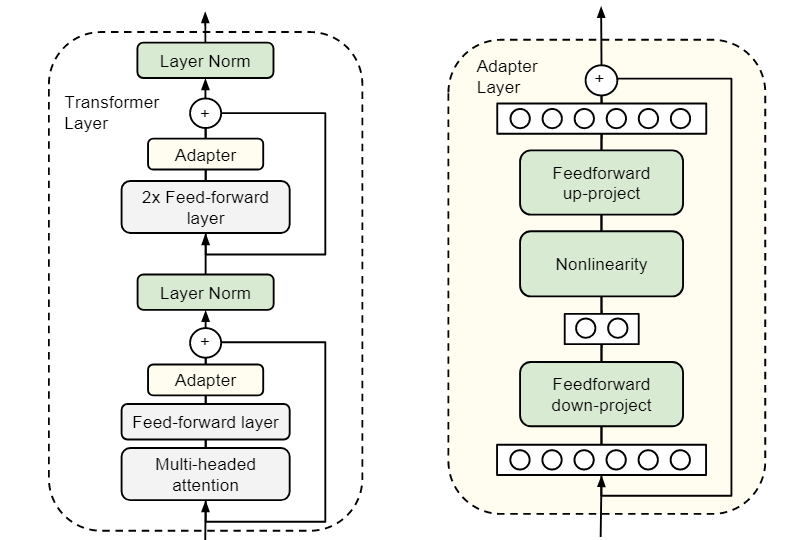 Layer Norm
Transformer
Layer
+
Adapter
2x Feed-forward
layer
Layer Norm
+
Adapter
Feed-forward layer
Multi-headed
attention
Adapter
Layer
+
Feedforward
up-project
Nonlinearity
Feedforward
down-project